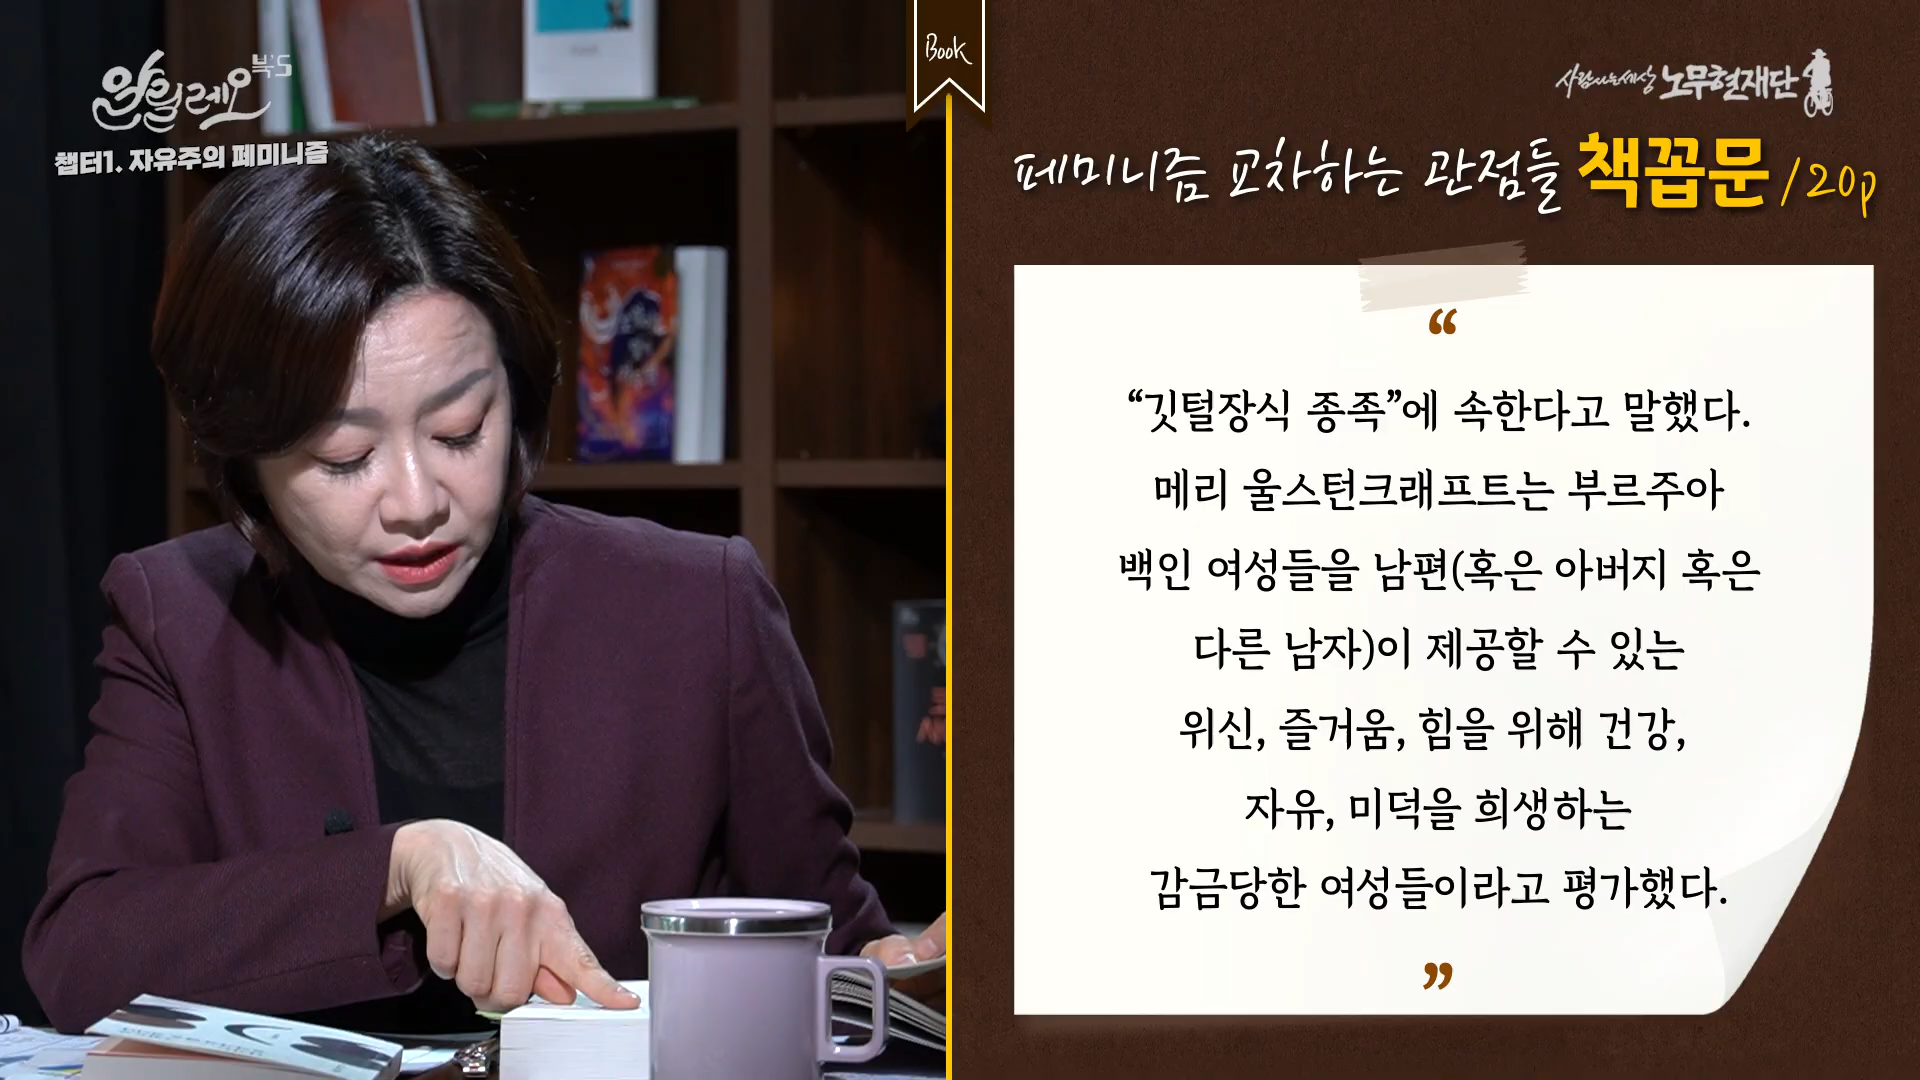 알릴레오 북's
챕터1. 자유주의 페미니즘
Book
사람사는세상 노무현재단
페미니즘 교차하는 관점들 책꼽문 / 20p
“
“깃털장식 종족”에 속한다고 말했다.
메리 울스턴크래프트는 부르주아
백인 여성들을 남편(혹은 아버지 혹은
다른 남자)이 제공할 수 있는
위신, 즐거움, 힘을 위해 건강,
자유, 미덕을 희생하는
감금당한 여성들이라고 평가했다.
”